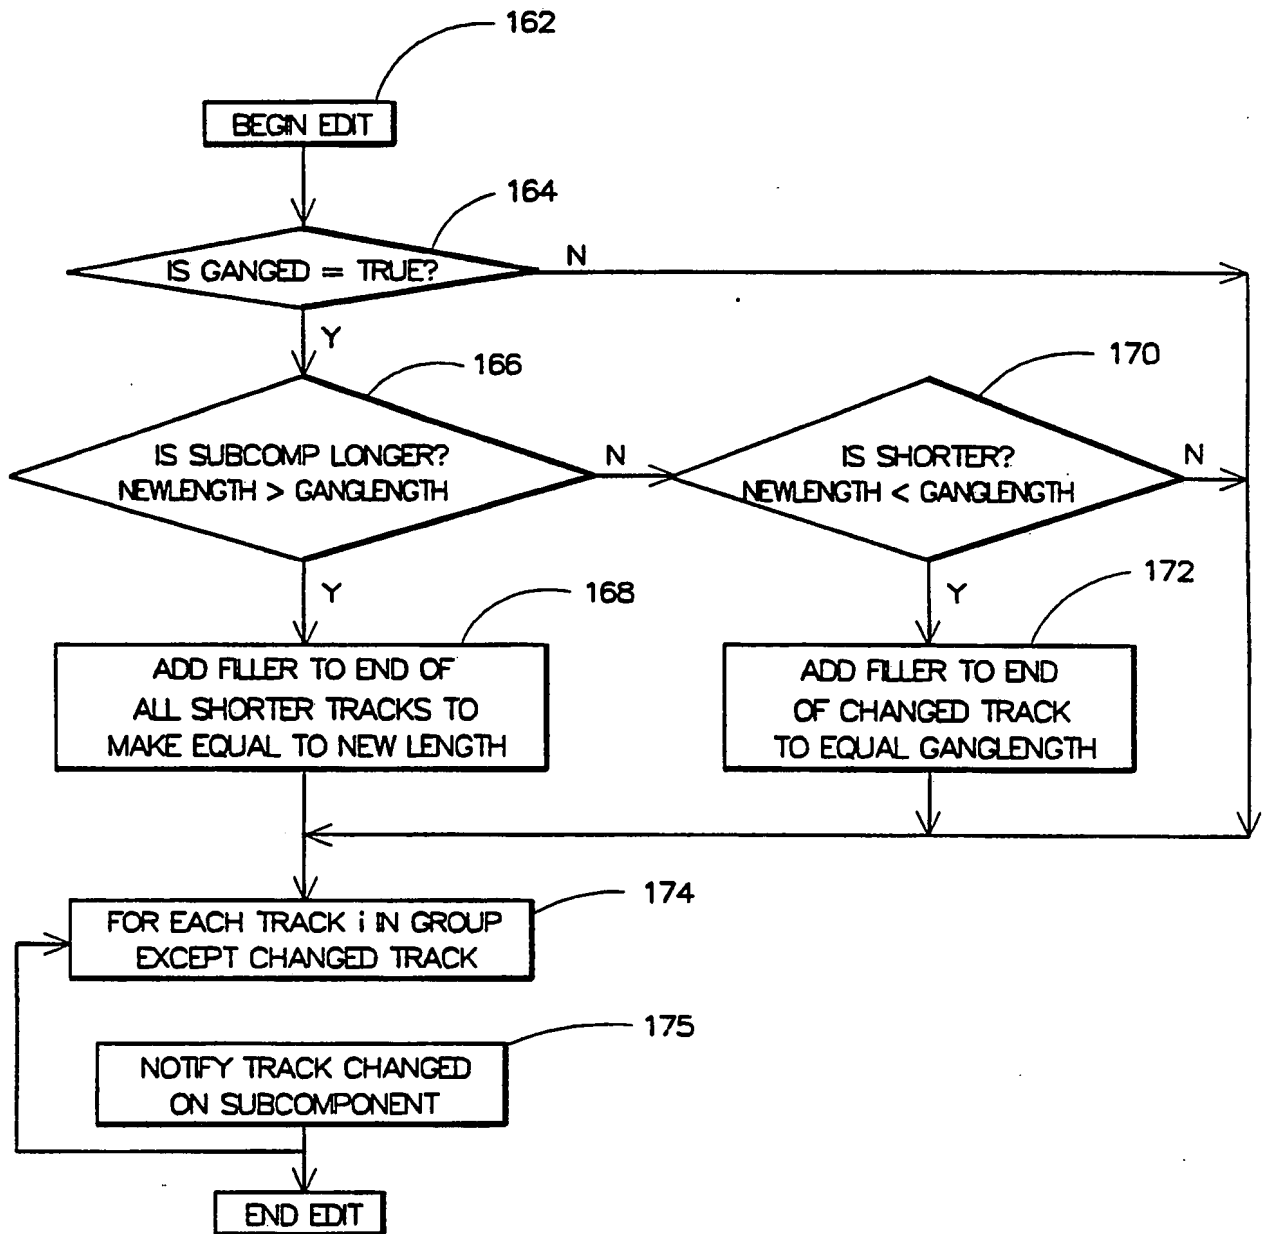 162
BEGIN EDIT
164
IS GANGED = TRUE?
N
Y
166
170
IS SUBCOMP LONGER?
NEWLENGTH > GANGLENGTH
N
IS SHORTER?
NEWLENGTH < GANGLENGTH
N
Y
168
Y
172
ADD FILLER TO END OF
ALL SHORTER TRACKS TO
MAKE EQUAL TO NEW LENGTH
ADD FILLER TO END
OF CHANGED TRACK
TO EQUAL GANGLENGTH
174
FOR EACH TRACK i IN GROUP
EXCEPT CHANGED TRACK
175
NOTIFY TRACK CHANGED
ON SUBCOMPONENT
END EDIT